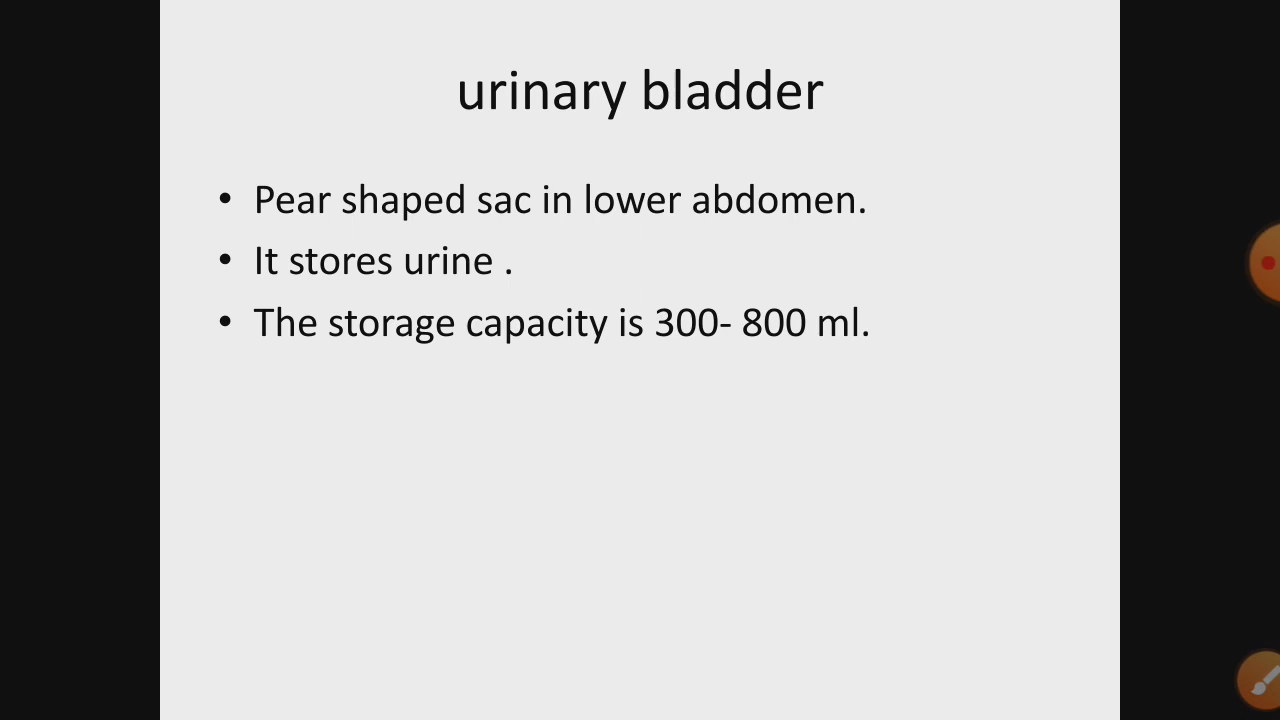 urinary bladder
• Pear shaped sac in lower abdomen.
• It stores urine .
• The storage capacity is 300- 800 ml.